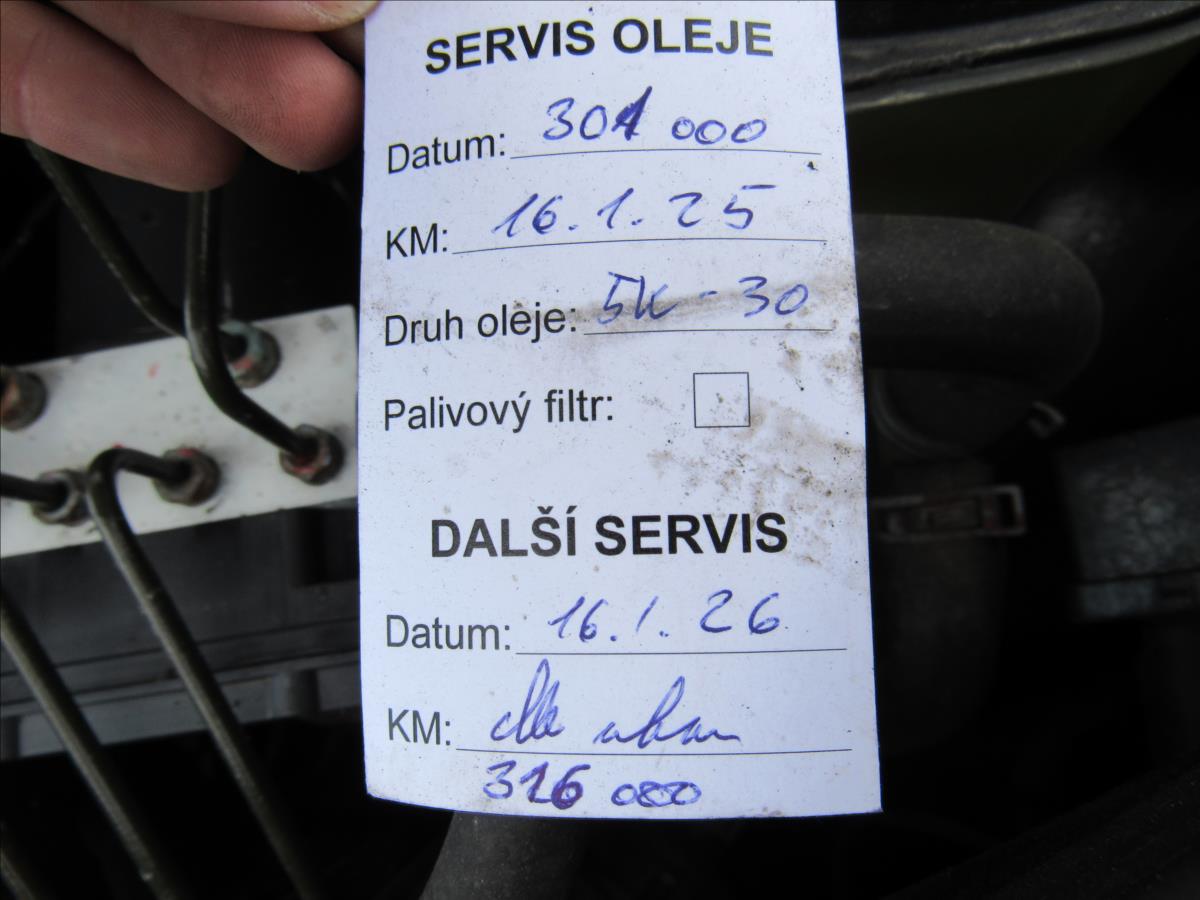 SERVIS OLEJE
Datum: 301 000
KM: 16.1.25
Druh oleje: 5W-30
Palivový filtr:
DALŠÍ SERVIS
Datum: 16.1.26
KM:
316 000